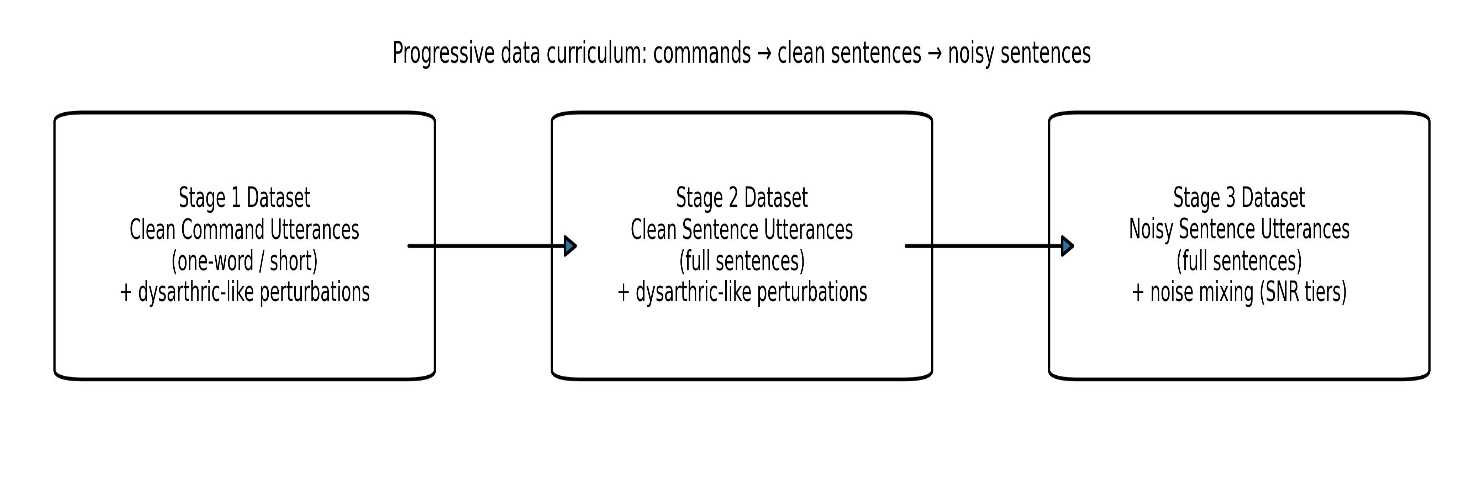 Progressive data curriculum: commands → clean sentences → noisy sentences
Stage 1 Dataset
Clean Command Utterances
(one-word / short)
+ dysarthric-like perturbations
Stage 2 Dataset
Clean Sentence Utterances
(full sentences)
+ dysarthric-like perturbations
Stage 3 Dataset
Noisy Sentence Utterances
(full sentences)
+ noise mixing (SNR tiers)